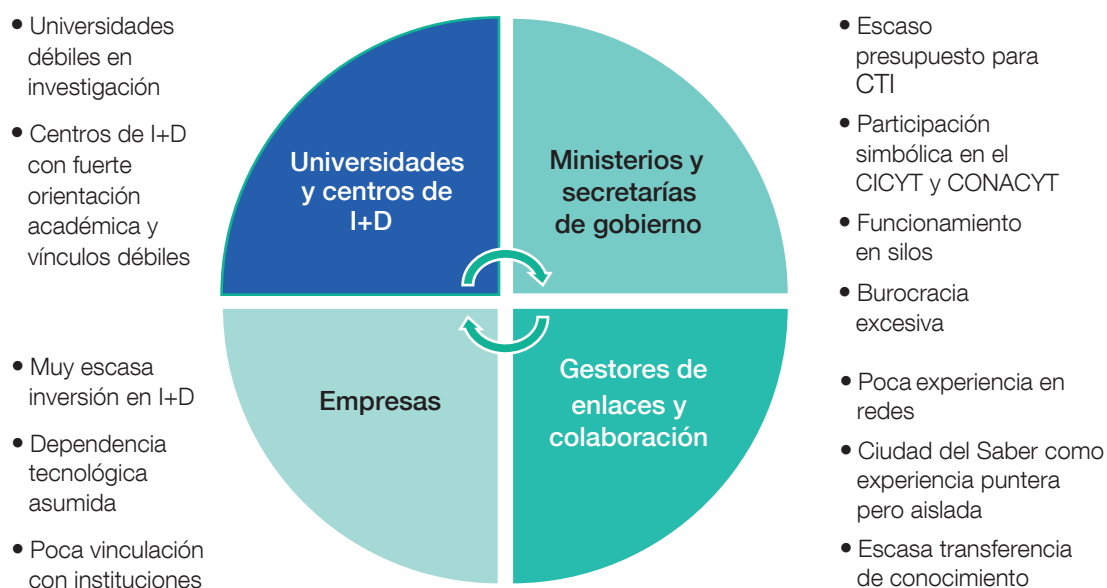 • Universidades
débiles en
investigación
• Centros de I+D
con fuerte
orientación
académica y
vínculos débiles
Universidades
y centros de
I+D
Ministerios y
secretarías
de gobierno
• Escaso
presupuesto para
CTI
• Participación
simbólica en el
CICYT y CONACYT
• Funcionamiento
en silos
• Burocracia
excesiva
• Muy escasa
inversión en I+D
• Dependencia
tecnológica
asumida
• Poca vinculación
con instituciones
Empresas
Gestores de
enlaces y
colaboración
• Poca experiencia en
redes
• Ciudad del Saber como
experiencia puntera
pero aislada
• Escasa transferencia
de conocimiento